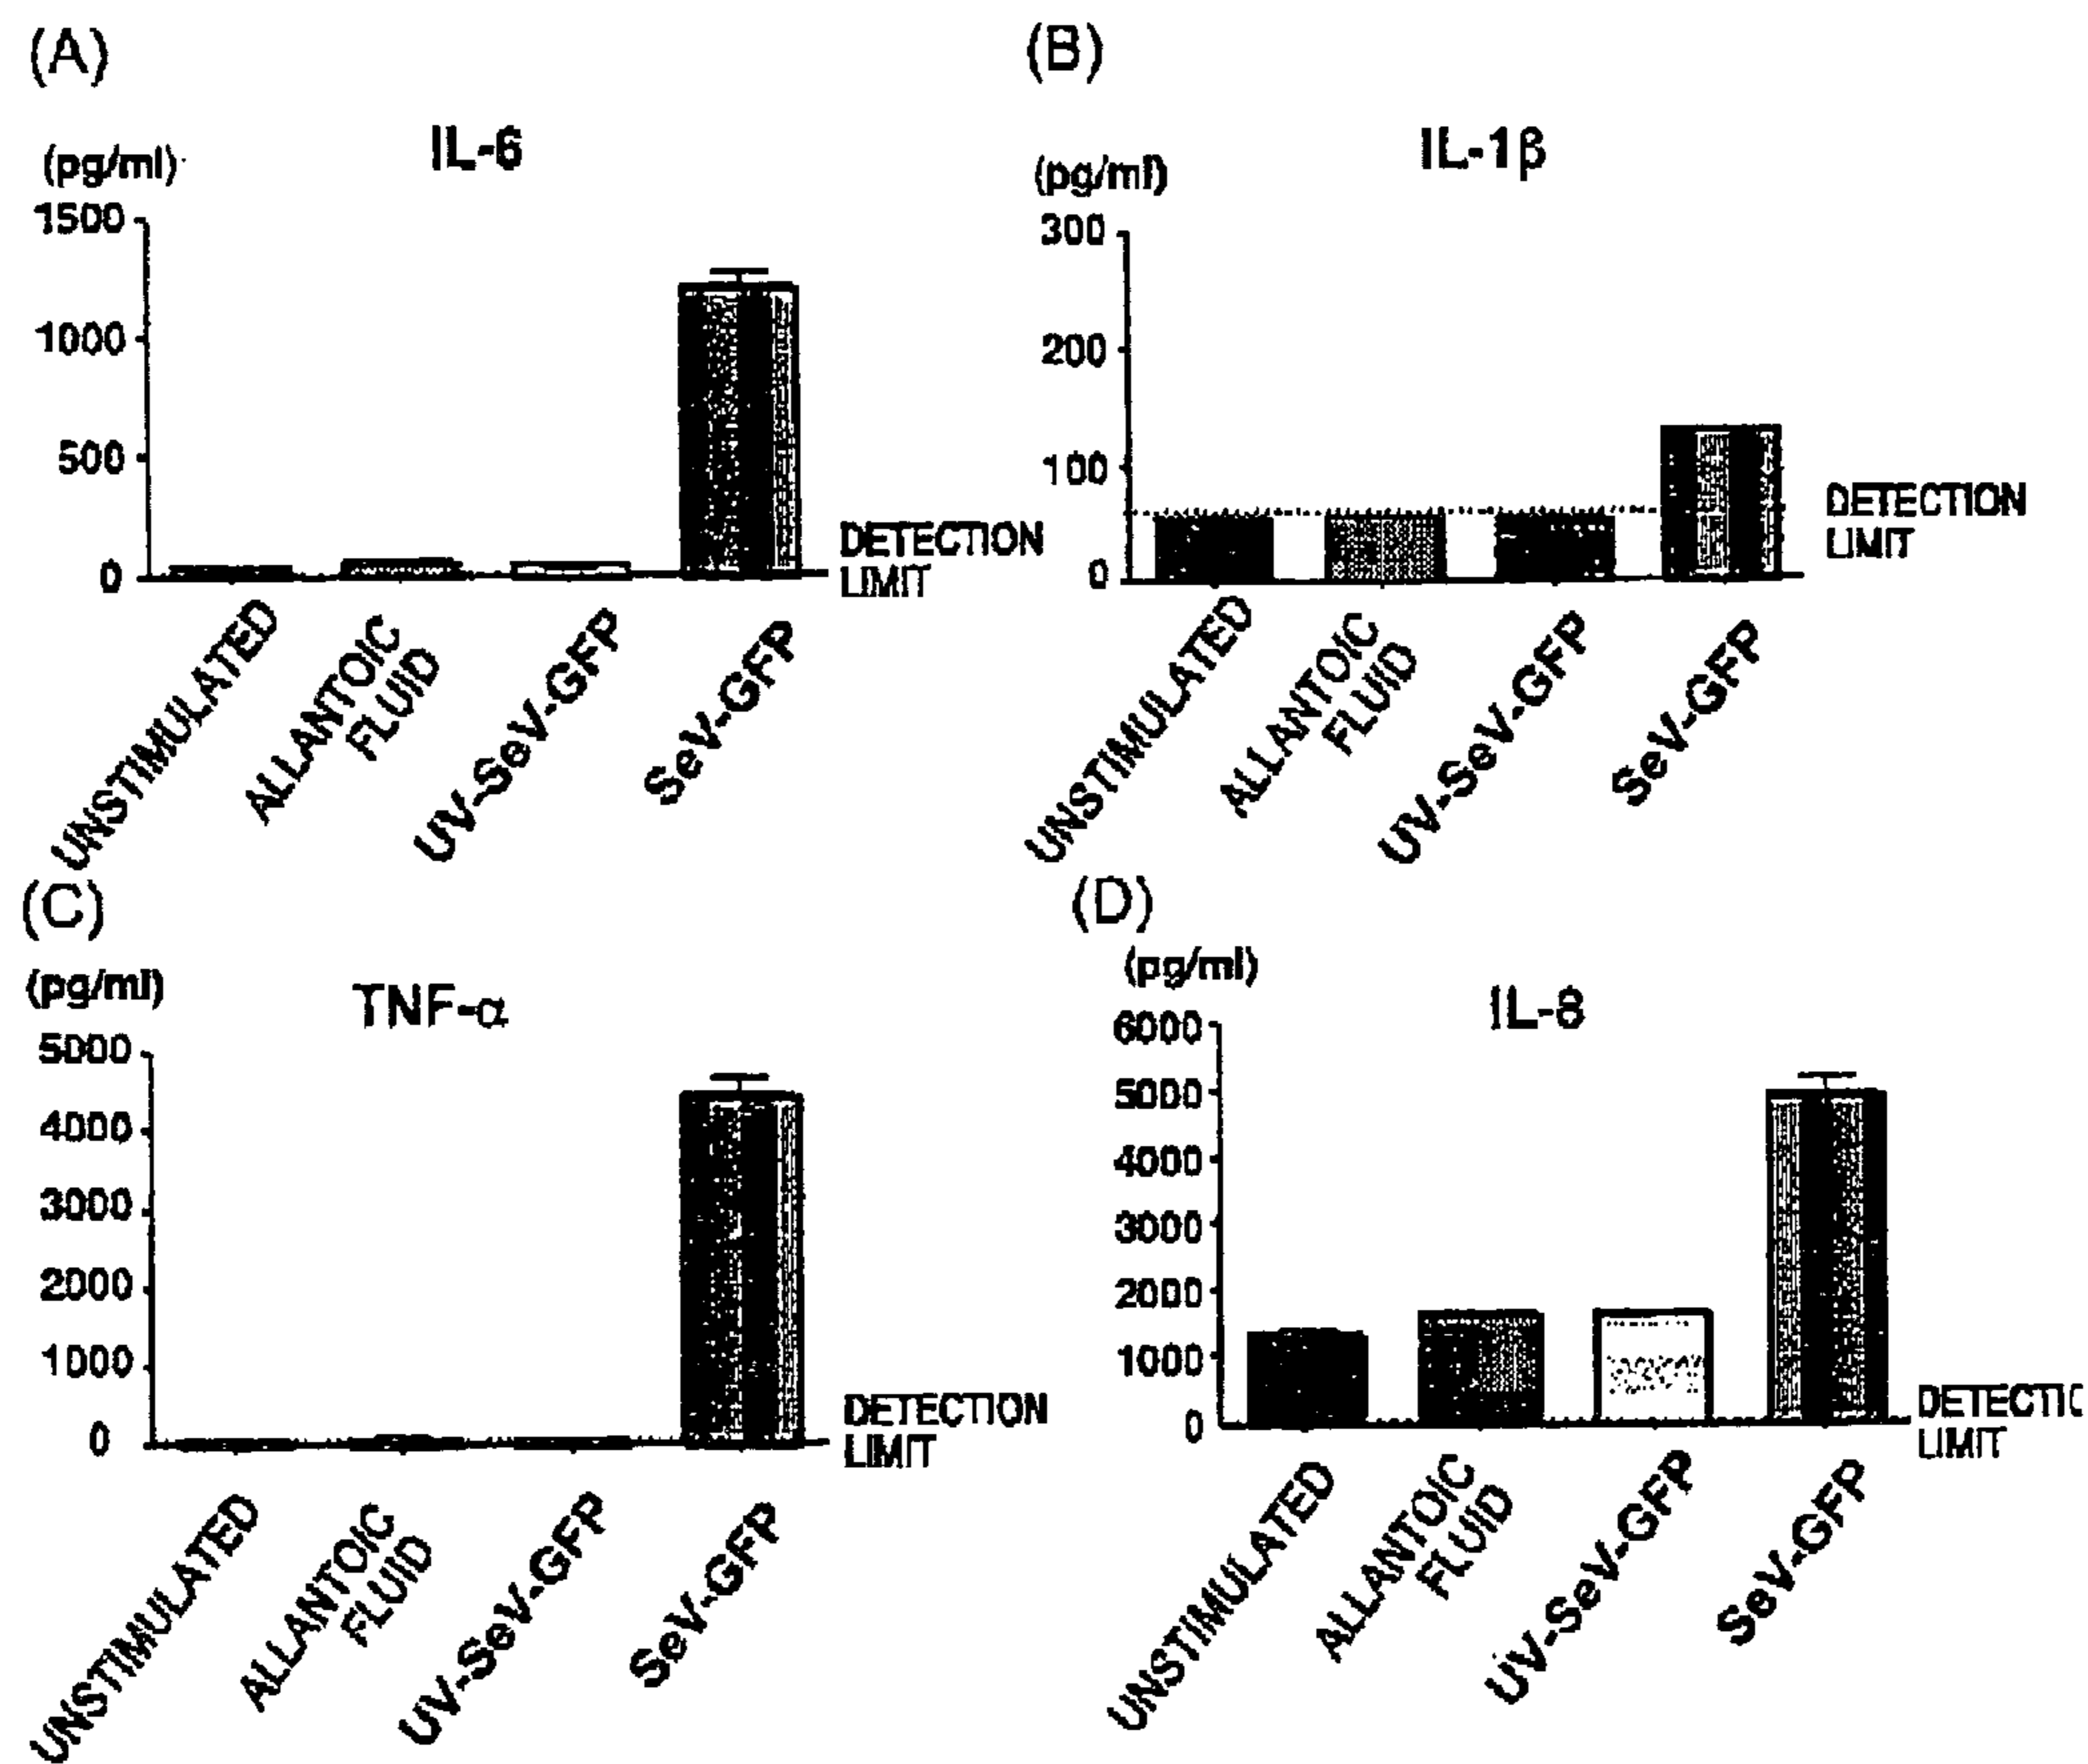 (A)
IL-6
(pg/ml)
1500
1000
500
0
DETECTION
LIMIT
UNSTIMULATED
ALLANTOIC
FLUID
UV-SeV-GFP
SeV-GFP
(B)
IL-1β
(pg/ml)
300
200
100
0
DETECTION
LIMIT
UNSTIMULATED
ALLANTOIC
FLUID
UV-SeV-GFP
SeV-GFP
(C)
(pg/ml)
TNF-α
5000
4000
3000
2000
1000
0
DETECTION
LIMIT
UNSTIMULATED
ALLANTOIC
FLUID
UV-SeV-GFP
SeV-GFP
(D)
(pg/ml)
IL-8
6000
5000
4000
3000
2000
1000
0
DETECTIC
LIMIT
UNSTIMULATED
ALLANTOIC
FLUID
UV-SeV-GFP
SeV-GFP